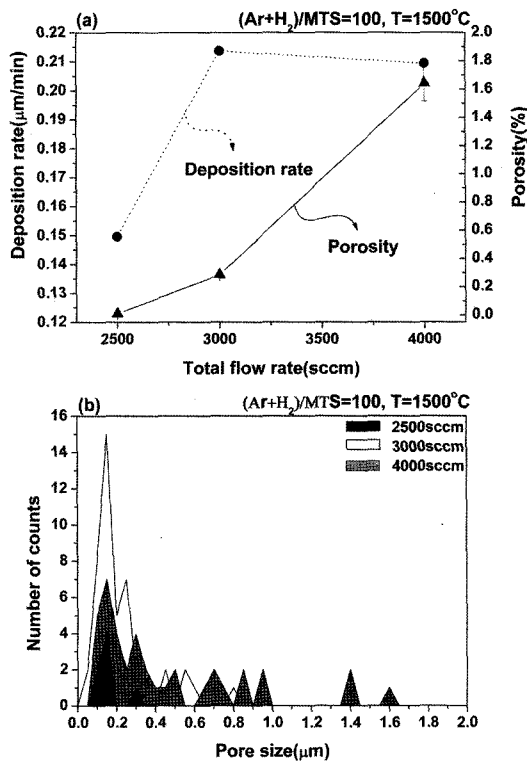 (a)
(Ar+H2)/MTS=100, T=1500°C
Deposition rate(μm/min)
0.22
0.21
0.20
0.19
0.18
0.17
0.16
0.15
0.14
0.13
0.12
Deposition rate
Porosity
Porosity(%)
2.0
1.8
1.6
1.4
1.2
1.0
0.8
0.6
0.4
0.2
0.0
2500 3000 3500 4000
Total flow rate(sccm)
(b)
(Ar+H2)/MTS=100, T=1500°C
2500sccm
3000sccm
4000sccm
Number of counts
16
14
12
10
8
6
4
2
0
0.0 0.2 0.4 0.6 0.8 1.0 1.2 1.4 1.6 1.8 2.0
Pore size(μm)